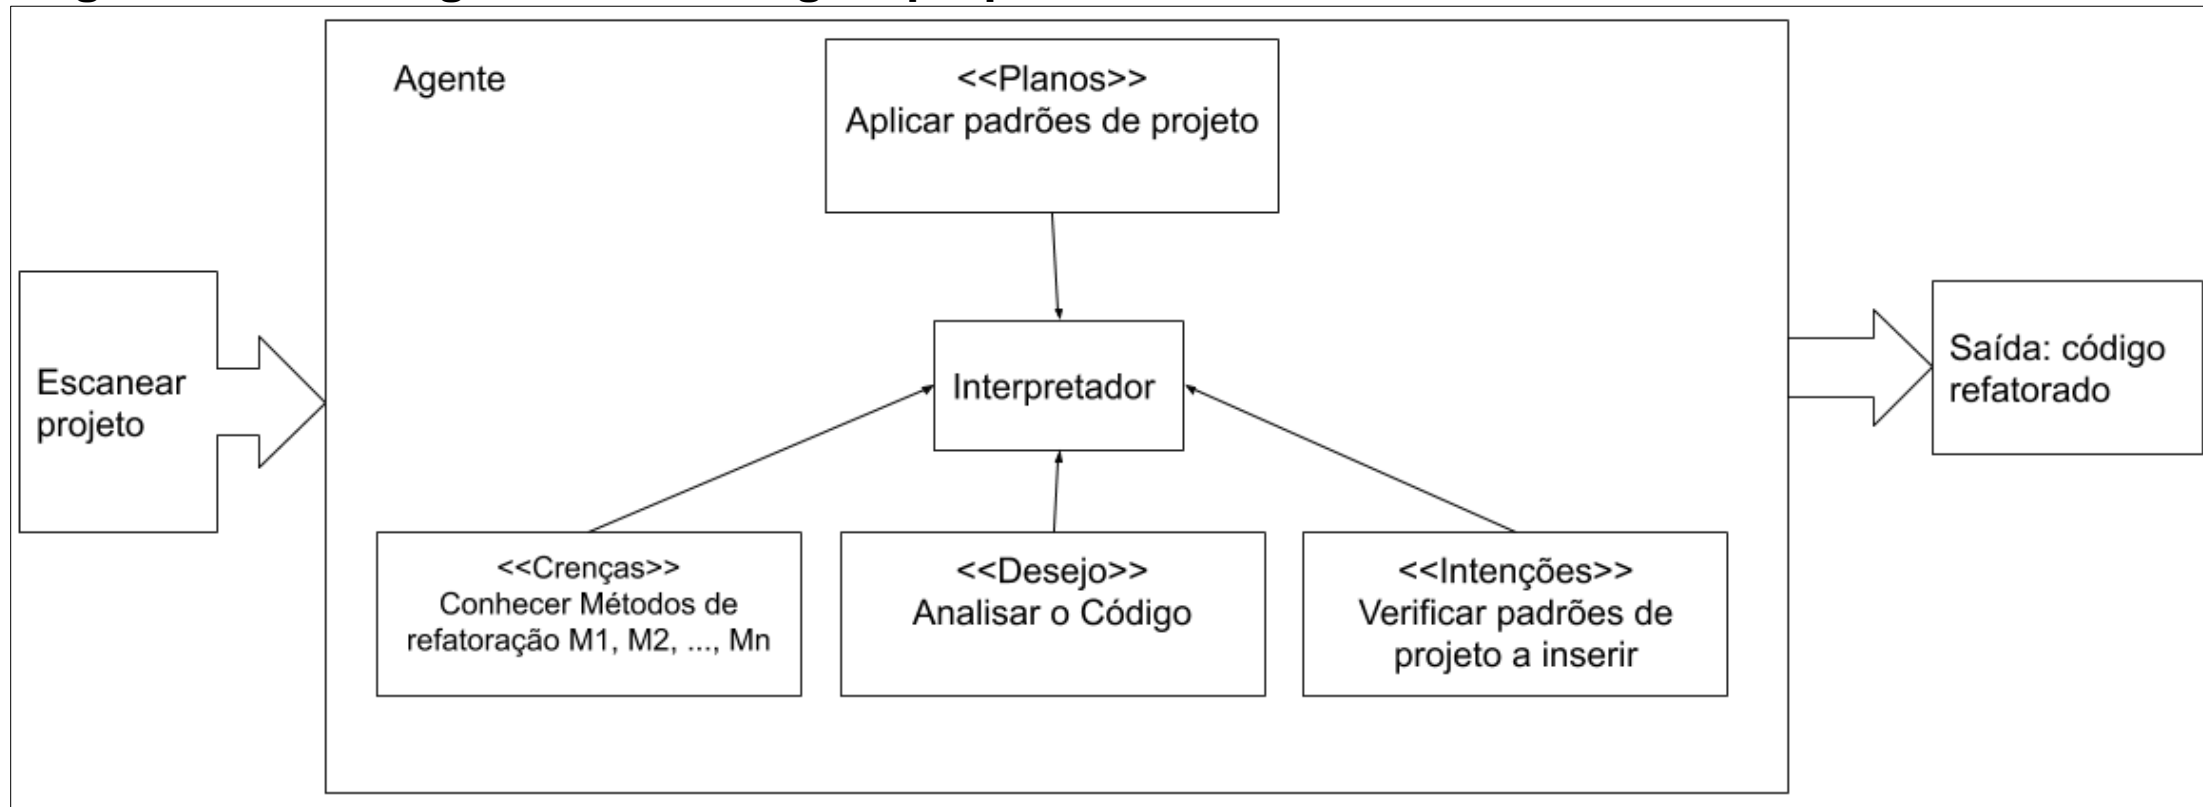 Agente
<<Planos>>
Aplicar padrões de projeto
Escanear
projeto
Interpretador
Saída: código
refatorado
<<Crenças>>
Conhecer Métodos de
refatoração M1, M2, ..., Mn
<<Desejo>>
Analisar o Código
<<Intenções>>
Verificar padrões de
projeto a inserir